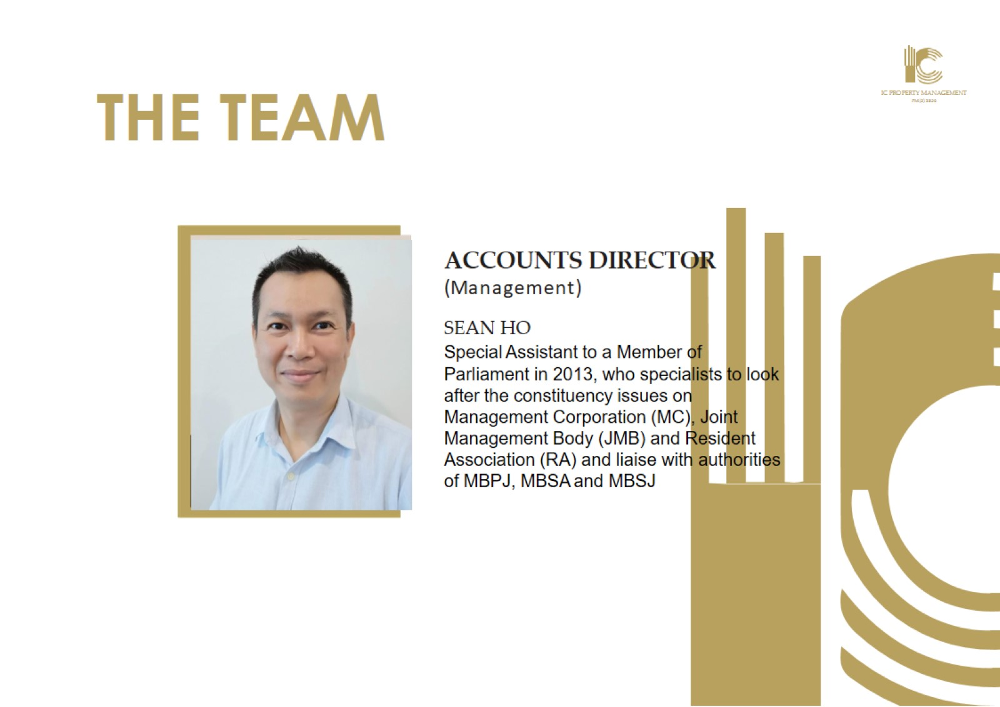 IC PROPERTY MANAGEMENT
THE TEAM
ACCOUNTS DIRECTOR
(Management)
SEAN HO
Special Assistant to a Member of
Parliament in 2013, who specialists to look
after the constituency issues on
Management Corporation (MC), Joint
Management Body (JMB) and Resident
Association (RA) and liaise with authorities
of MBPJ, MBSA and MBSJ